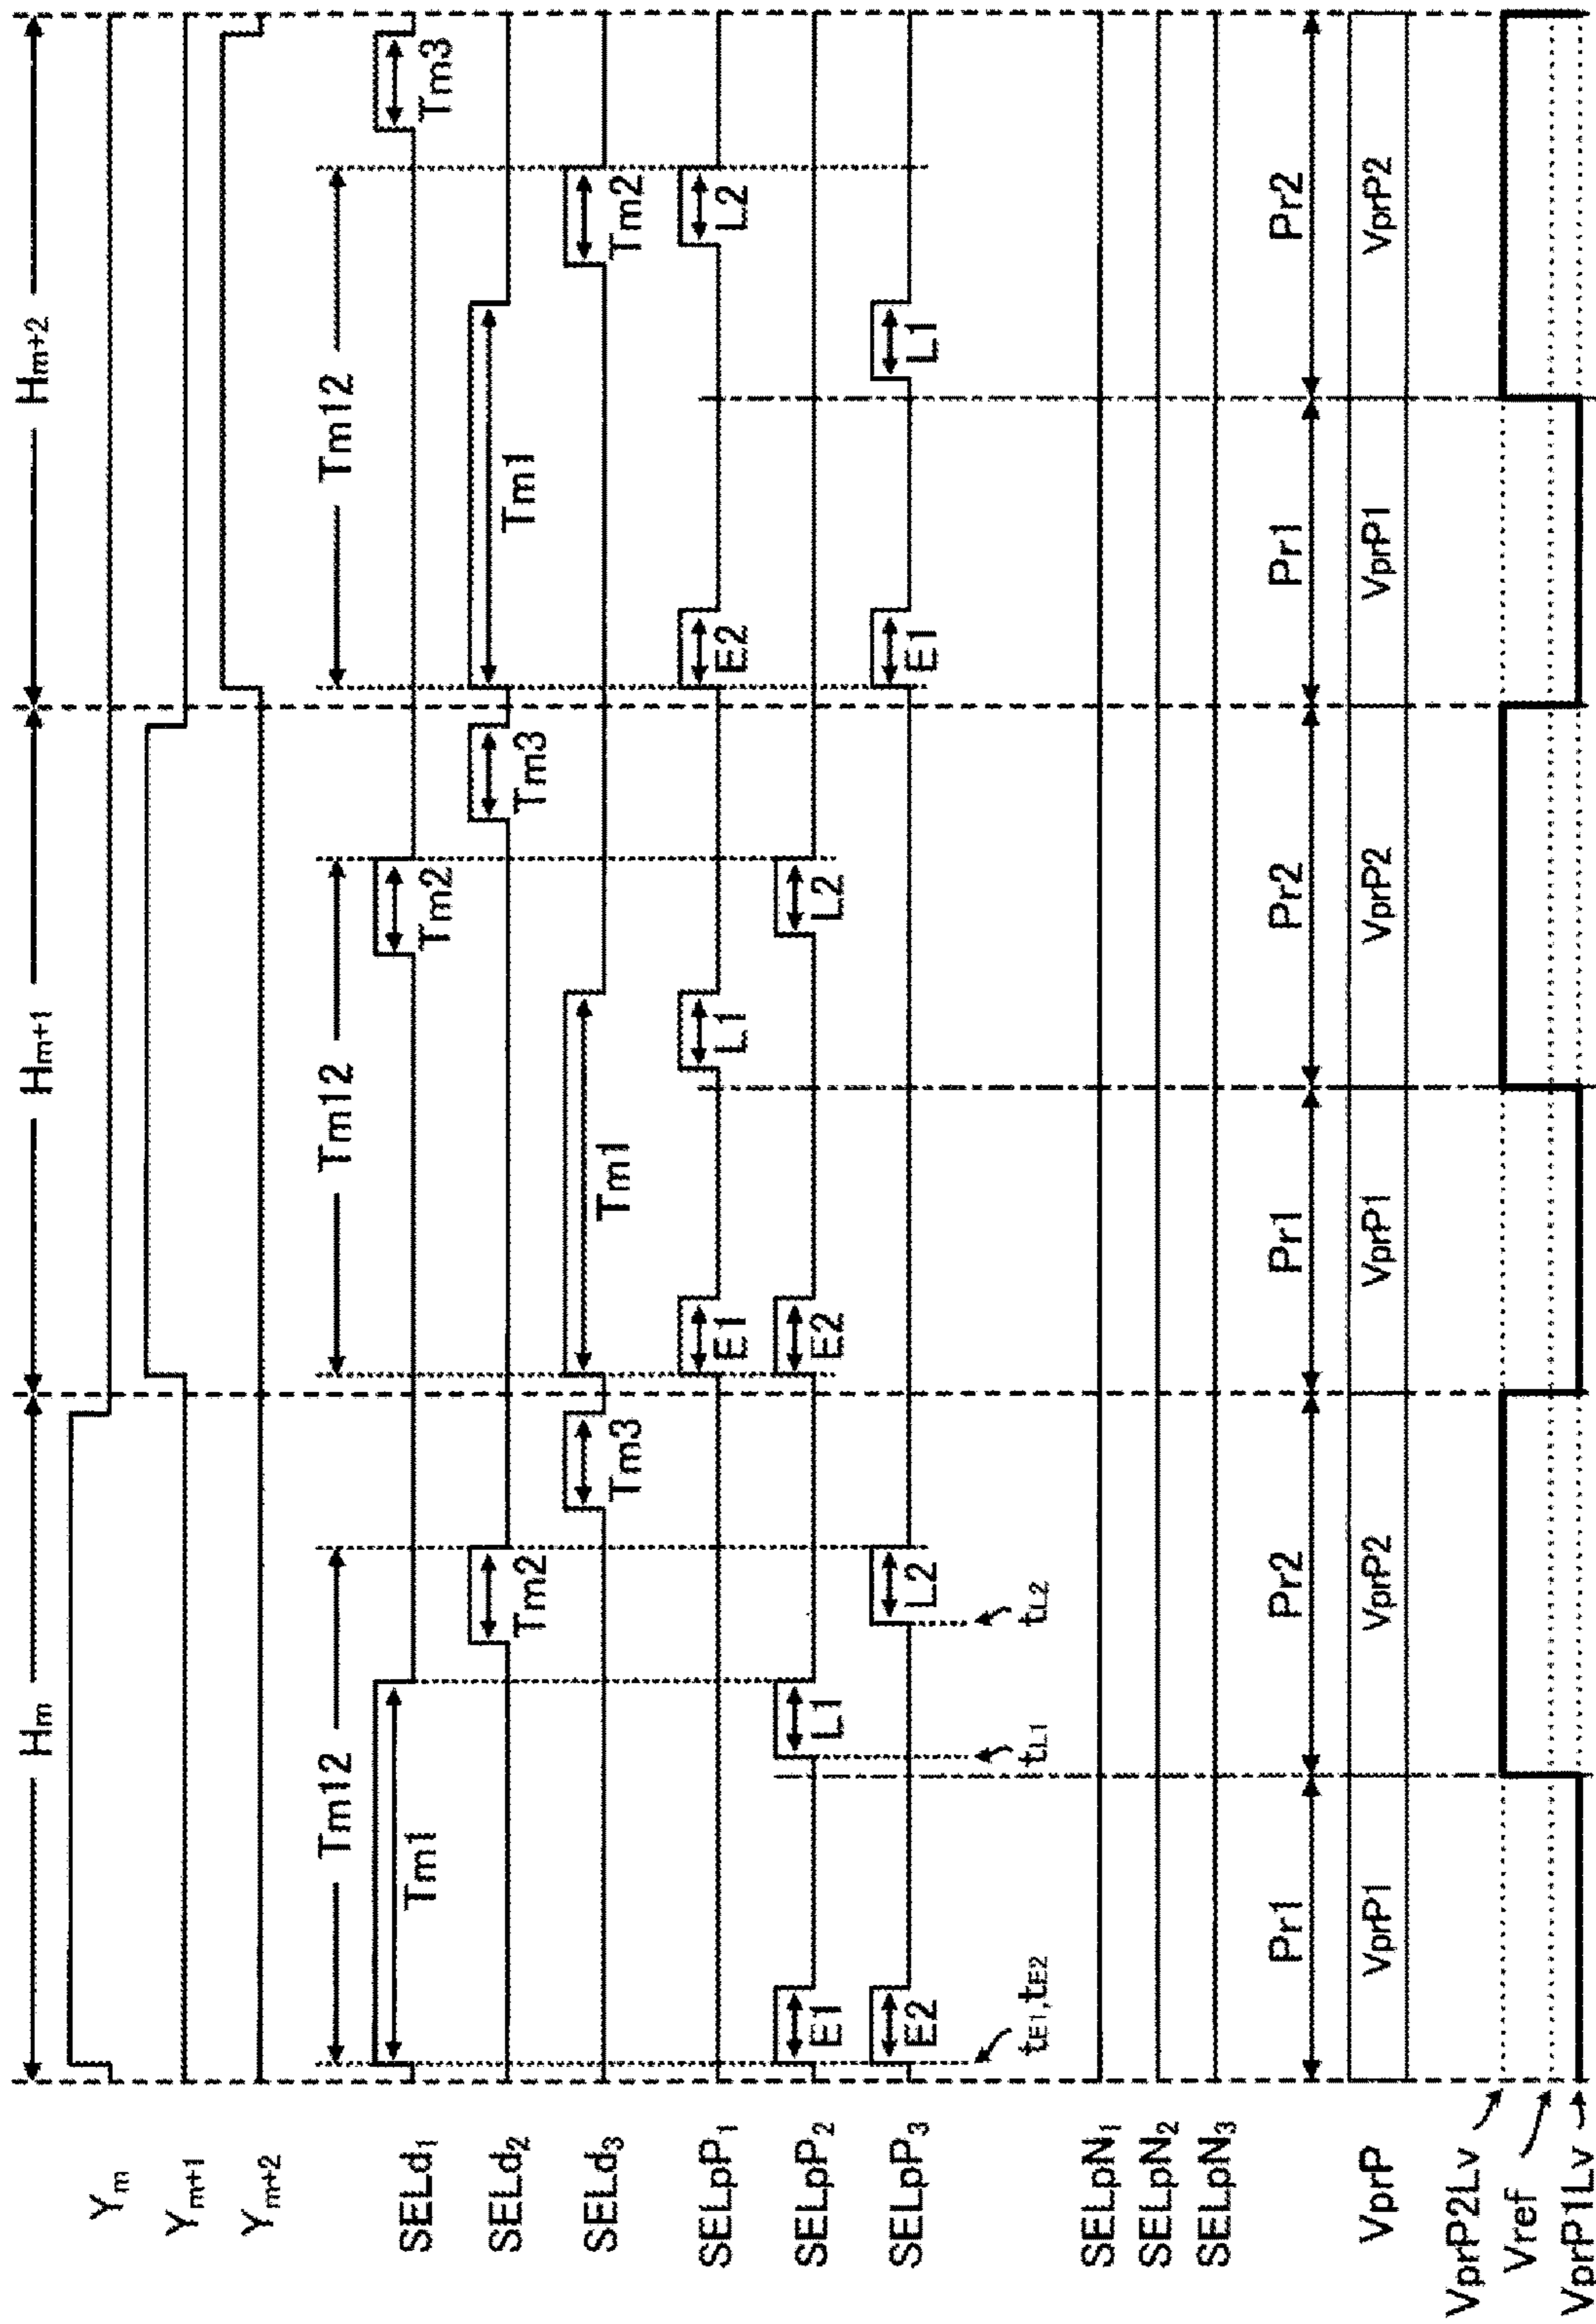 Hm Hm+1 Hm+2
Ym
Ym+1
Ym+2
Tm12 Tm12 Tm12
SELd1 Tm1 Tm2 Tm3
SELd2 Tm2 Tm3 Tm1
SELd3 Tm3 Tm1 Tm2
SELpP1 E1 L1 E2 L2
SELpP2 E1 L1 E2 L2
SELpP3 E2 L2 E1 L1
tE1,tE2 tL1 tL2
SELpN1
SELpN2
SELpN3
Pr1 Pr2 Pr1 Pr2 Pr1 Pr2
VprP VprP1 VprP2 VprP1 VprP2 VprP1 VprP2
VprP2Lv
Vref
VprP1Lv